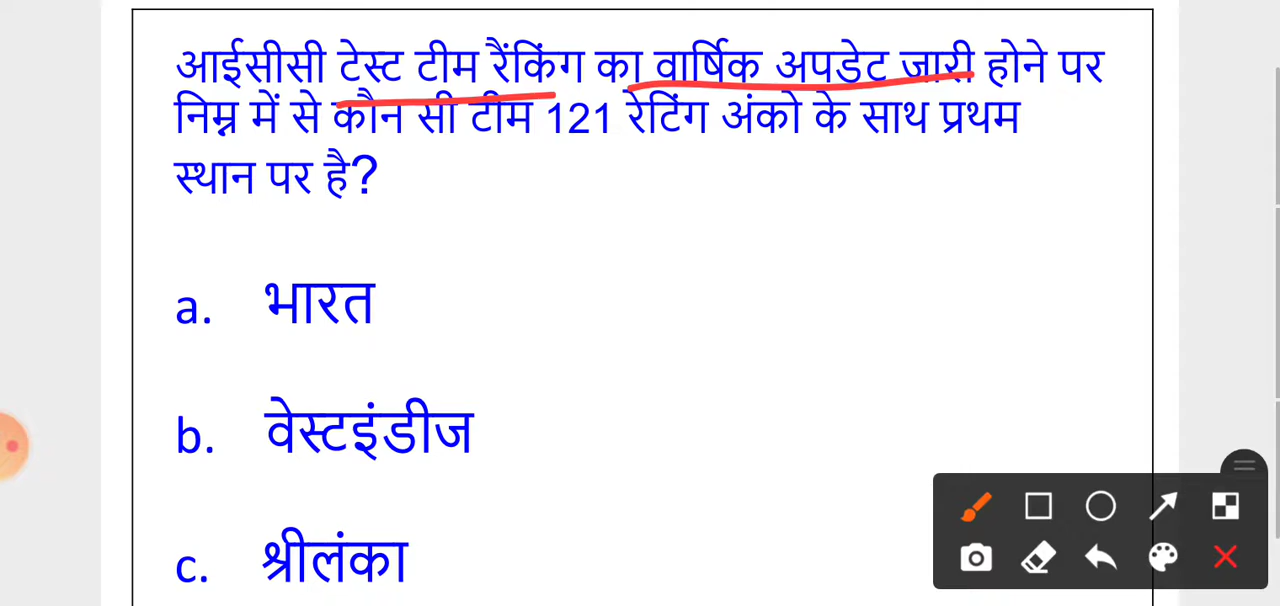 आईसीसी टेस्ट टीम रैंकिंग का वार्षिक अपडेट जारी होने पर
निम्न में से कौन सी टीम 121 रेटिंग अंको के साथ प्रथम
स्थान पर है?
a. भारत
b. वेस्टइंडीज
c. श्रीलंका